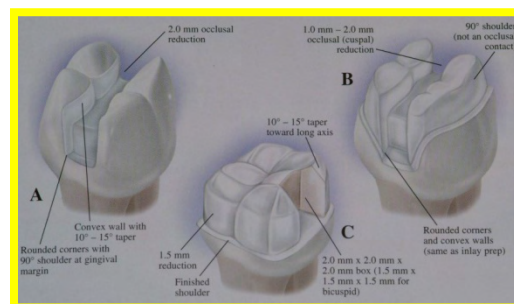 2.0 mm occlusal
reduction
1.0 mm – 2.0 mm
occlusal (cuspal)
reduction
90° shoulder
(not an occlusal
contact
B
10° – 15° taper
toward long axis
A
Convex wall with
10° – 15° taper
Rounded corners with
90° shoulder at gingival
margin
1.5 mm
reduction
Finished
shoulder
C
2.0 mm x 2.0 mm x
2.0 mm box (1.5 mm x
1.5 mm x 1.5 mm for
bicuspid)
Rounded corners
and convex walls
(same as inlay prep)